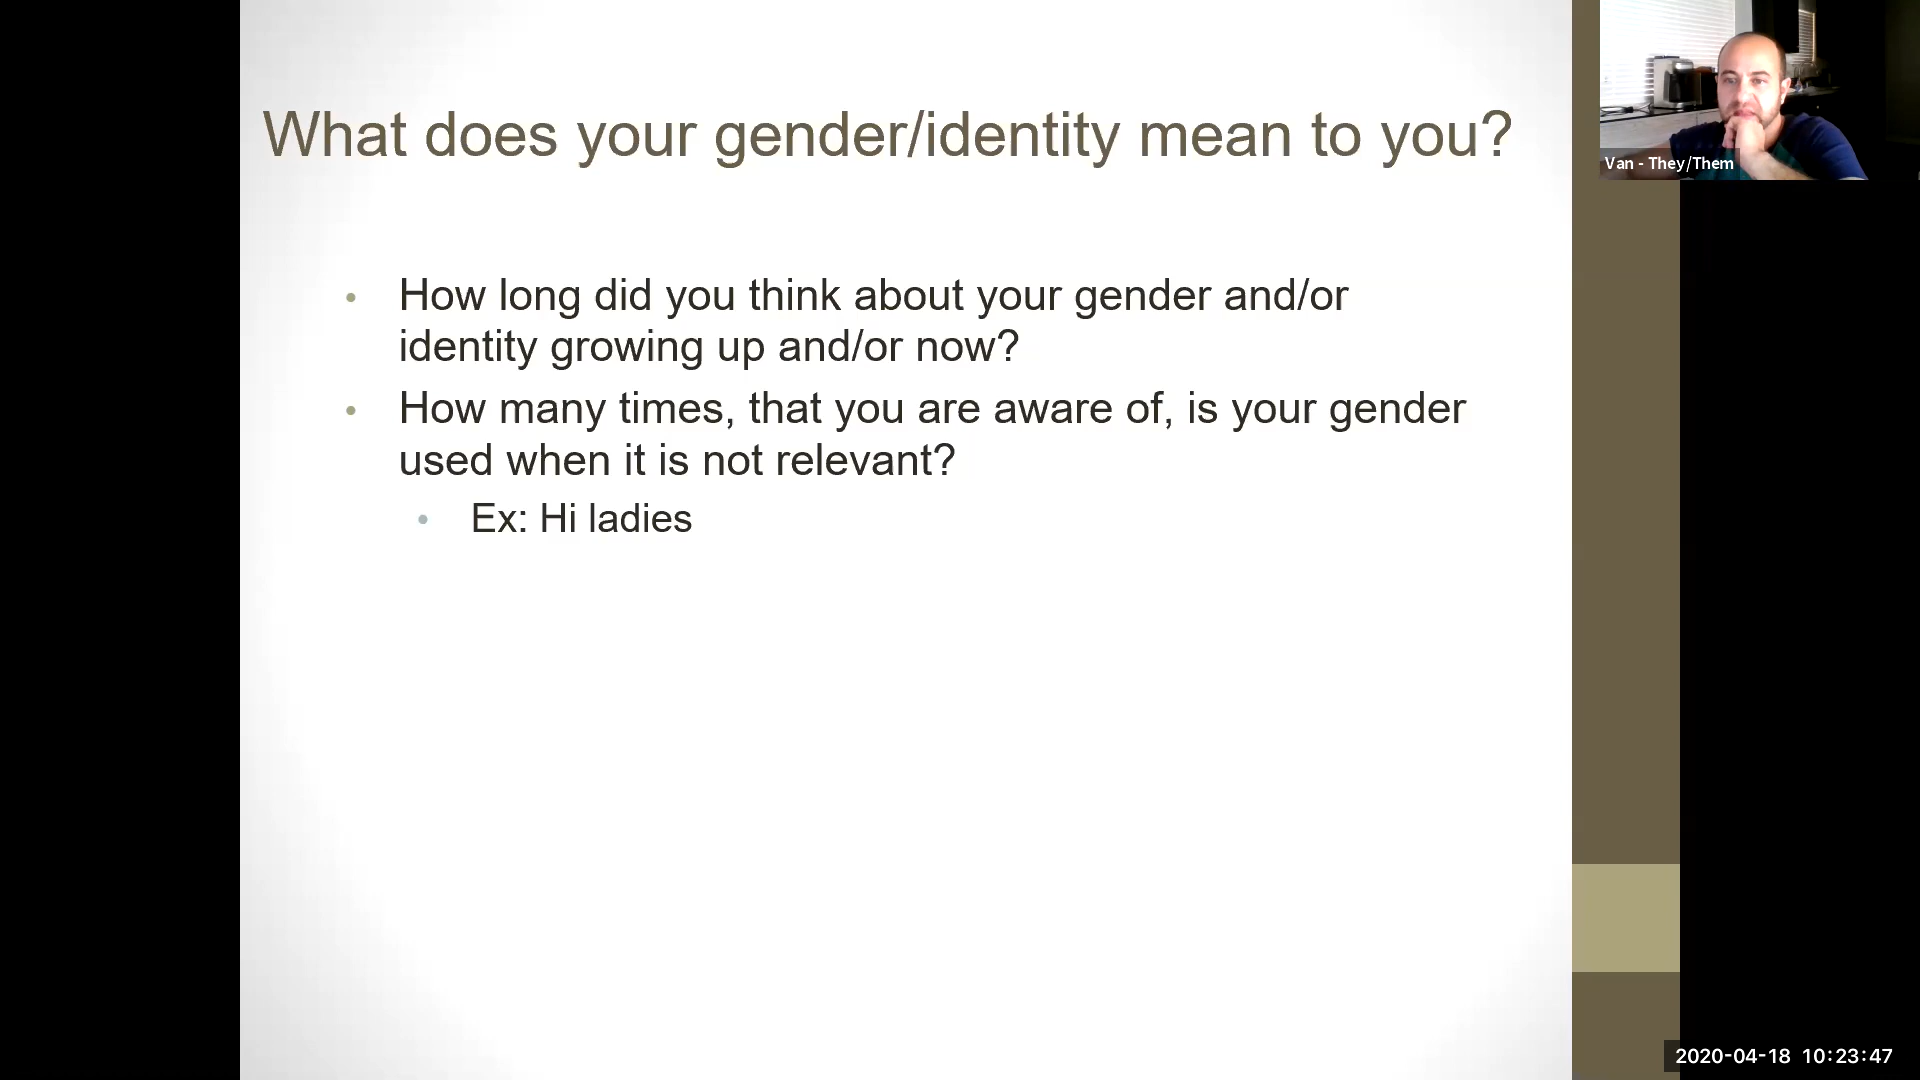 What does your gender/identity mean to you?
Van - They/Them
• How long did you think about your gender and/or
identity growing up and/or now?
• How many times, that you are aware of, is your gender
used when it is not relevant?
• Ex: Hi ladies
2020-04-18 10:23:47